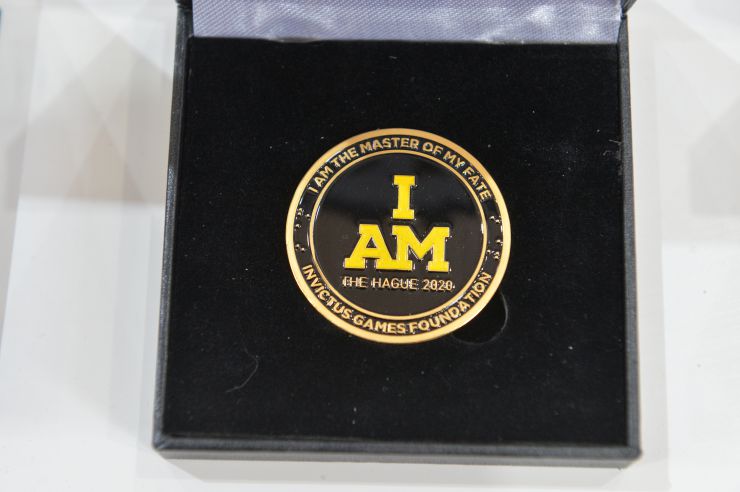 I AM THE MASTER OF MY FATE
I
AM
THE HAGUE 2020
INVICTUS GAMES FOUNDATION